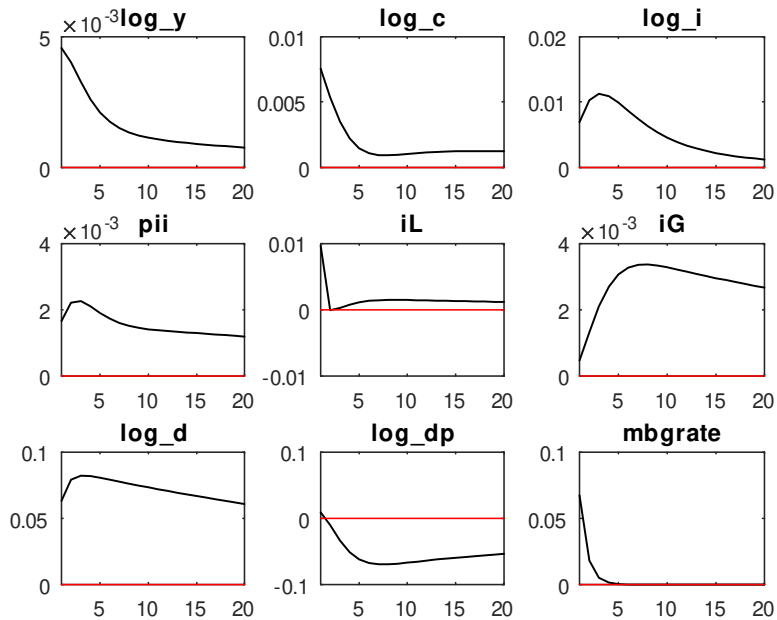 ×10⁻³ log_y log_c log_i
5 0.01 0.02
0.005 0.01
0 0 0
5 10 15 20 5 10 15 20 5 10 15 20
×10⁻³ pii iL ×10⁻³ iG
4 0.01 4
2 0 2
0 -0.01 0
5 10 15 20 5 10 15 20 5 10 15 20
log_d log_dp mbgrate
0.1 0.1 0.1
0.05 0 0.05
0 -0.1 0
5 10 15 20 5 10 15 20 5 10 15 20